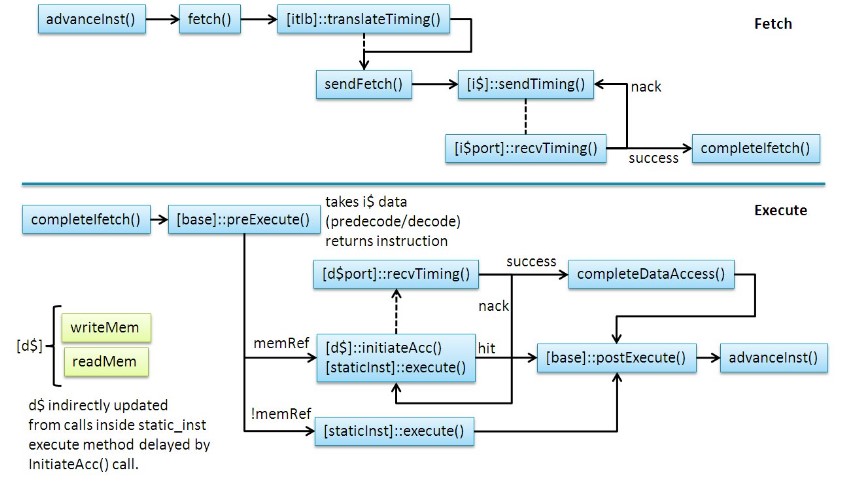 advanceInst()
fetch()
[itlb]::translateTiming()
Fetch
sendFetch()
[i$]::sendTiming()
nack
[i$port]::recvTiming()
success
completeIfetch()
completeIfetch()
[base]::preExecute()
takes i$ data
(predecode/decode)
returns instruction
Execute
[d$port]::recvTiming()
success
completeDataAccess()
nack
[d$]
writeMem
readMem
memRef
[d$]::initiateAcc()
[staticInst]::execute()
hit
[base]::postExecute()
advanceInst()
!memRef
[staticInst]::execute()
d$ indirectly updated
from calls inside static_inst
execute method delayed by
InitiateAcc() call.